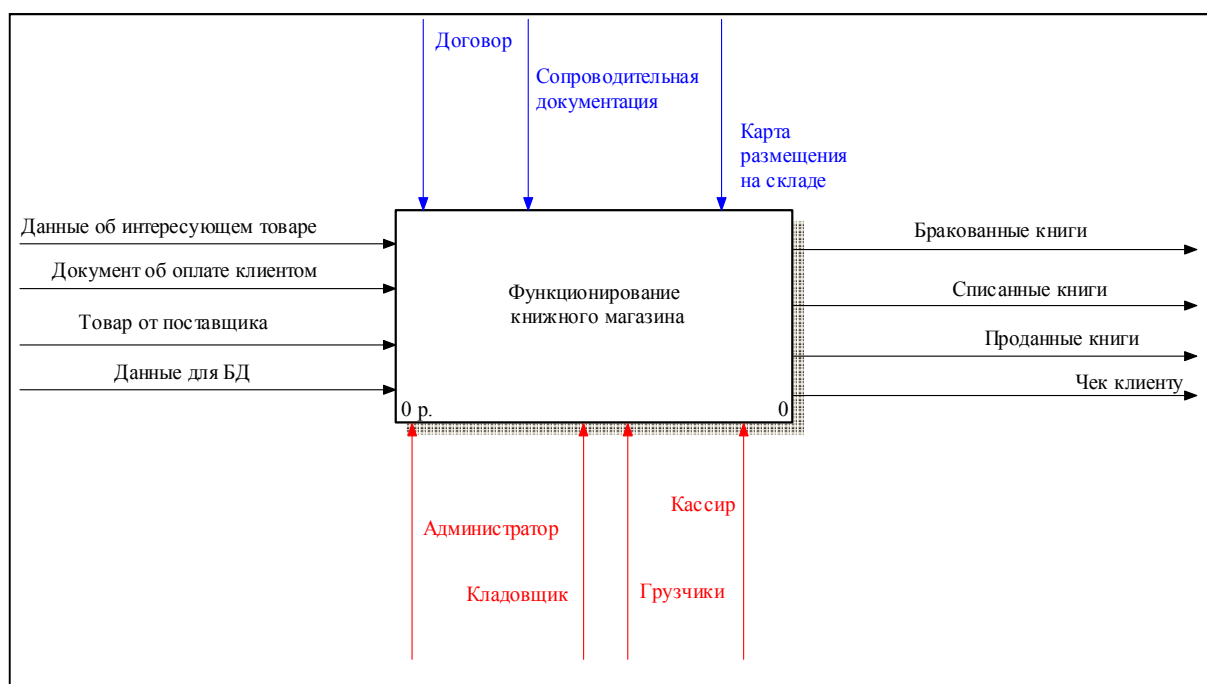 Договор
Сопроводительная
документация
Карта
размещения
на складе
Данные об интересующем товаре
Документ об оплате клиентом
Товар от поставщика
Данные для БД
Функционирование
книжного магазина
0 р.
0
Бракованные книги
Списанные книги
Проданные книги
Чек клиенту
Администратор
Кладовщик
Грузчики
Кассир